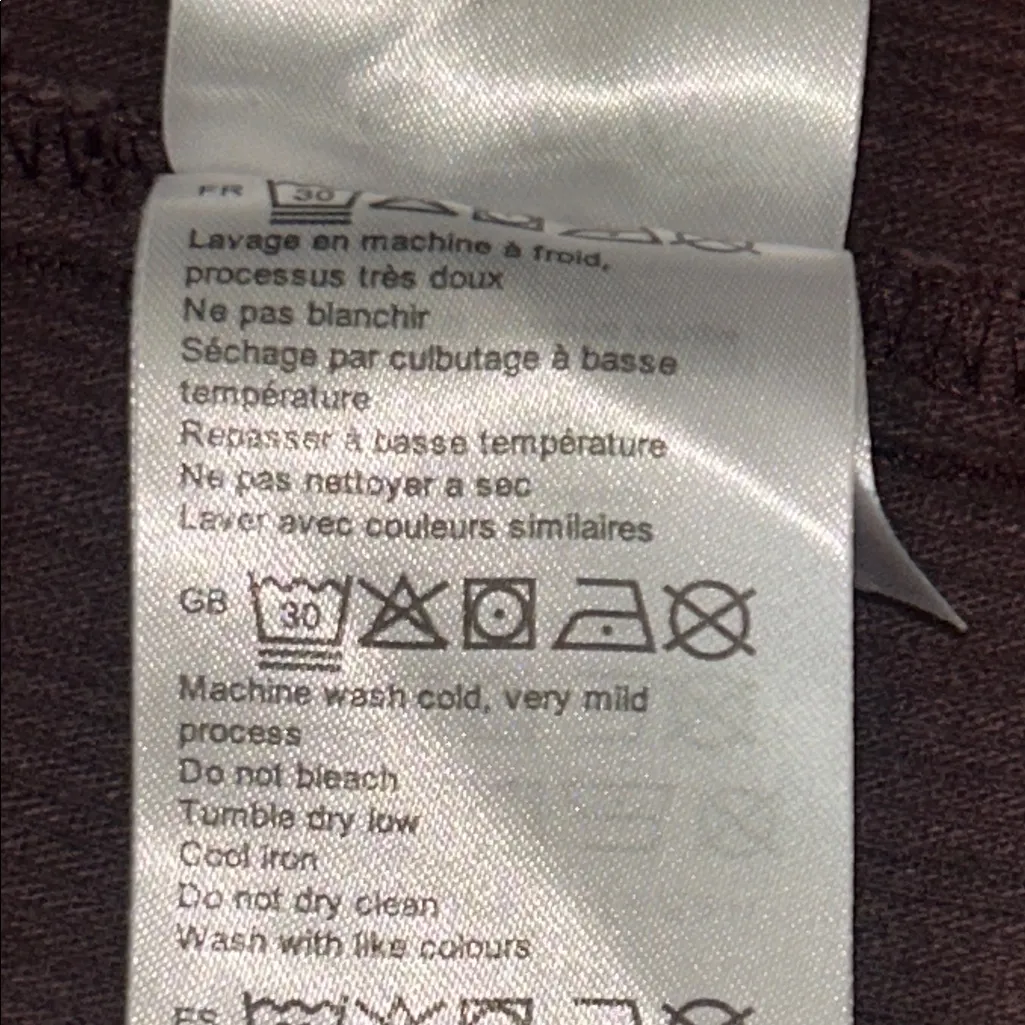 FR 30
Lavage en machine à froid,
processus très doux
Ne pas blanchir
Séchage par culbutage à basse
température
Repasser à basse température
Ne pas nettoyer a sec
Laver avec couleurs similaires
GB 30
Machine wash cold, very mild
process
Do not bleach
Tumble dry low
Cool iron
Do not dry clean
Wash with like colours
ES